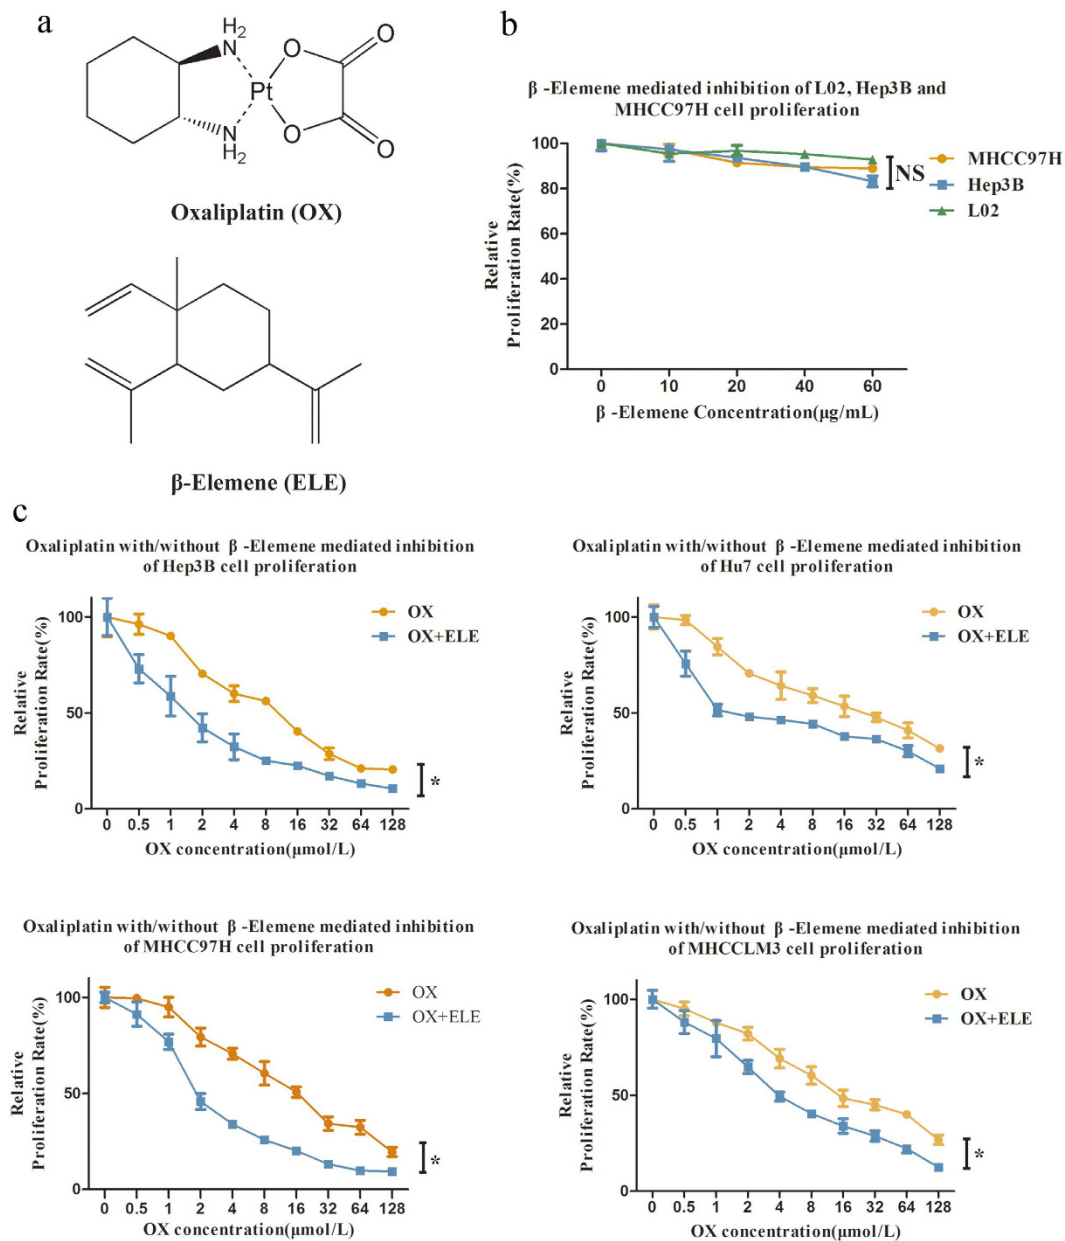 a
H2
N
O
O
Pt
O
O
N
H2
Oxaliplatin (OX)
β-Elemene (ELE)
b
β -Elemene mediated inhibition of L02, Hep3B and
MHCC97H cell proliferation
Relative
Proliferation Rate(%)
100
80
60
40
20
0
0 10 20 40 60
β -Elemene Concentration(μg/mL)
NS
MHCC97H
Hep3B
L02
c
Oxaliplatin with/without β -Elemene mediated inhibition
of Hep3B cell proliferation
Relative
Proliferation Rate(%)
100
50
0
0 0.5 1 2 4 8 16 32 64 128
OX concentration(μmol/L)
OX
OX+ELE
*
Oxaliplatin with/without β -Elemene mediated inhibition
of Hu7 cell proliferation
Relative
Proliferation Rate(%)
100
50
0
0 0.5 1 2 4 8 16 32 64 128
OX concentration(μmol/L)
OX
OX+ELE
*
Oxaliplatin with/without β -Elemene mediated inhibition
of MHCC97H cell proliferation
Relative
Proliferation Rate(%)
100
50
0
0 0.5 1 2 4 8 16 32 64 128
OX concentration(μmol/L)
OX
OX+ELE
*
Oxaliplatin with/without β -Elemene mediated inhibition
of MHCCLM3 cell proliferation
Relative
Proliferation Rate(%)
100
50
0
0 0.5 1 2 4 8 16 32 64 128
OX concentration(μmol/L)
OX
OX+ELE
*